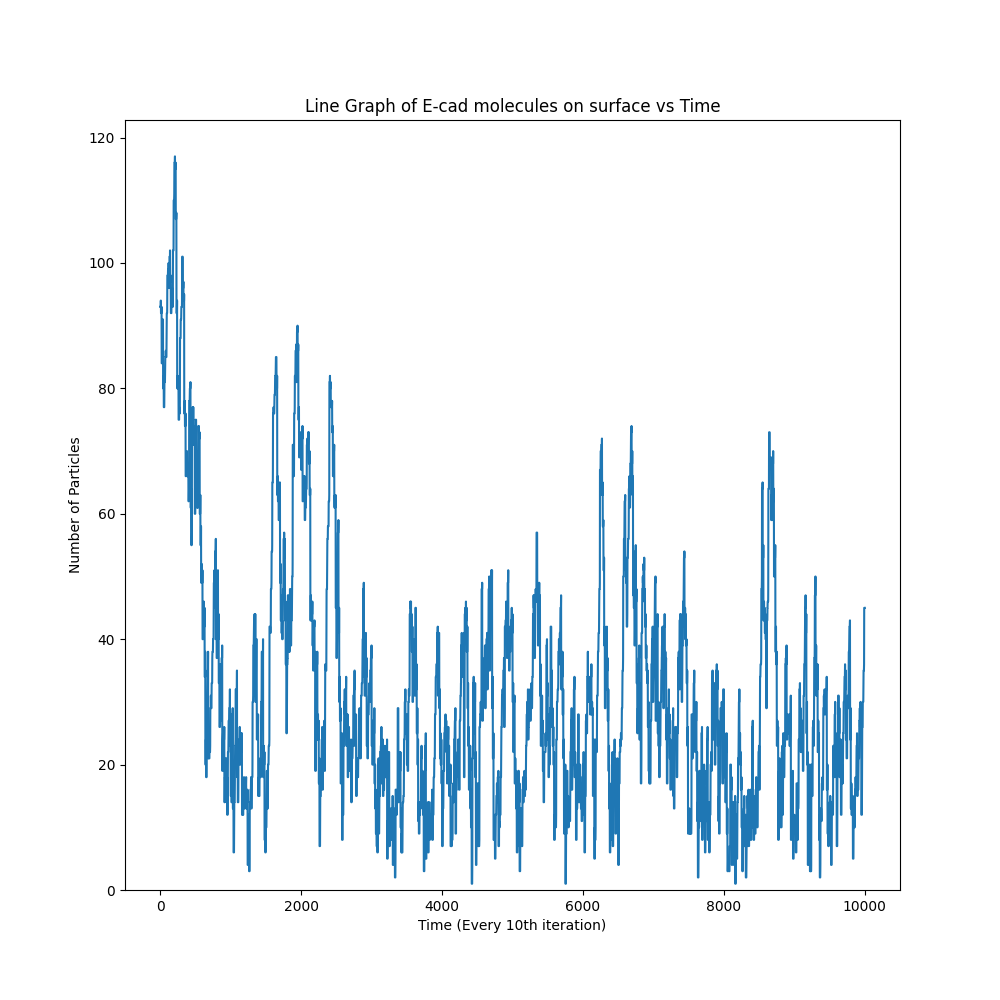 Line Graph of E-cad molecules on surface vs Time
120
100
80
60
40
20
0
Number of Particles
0 2000 4000 6000 8000 10000
Time (Every 10th iteration)